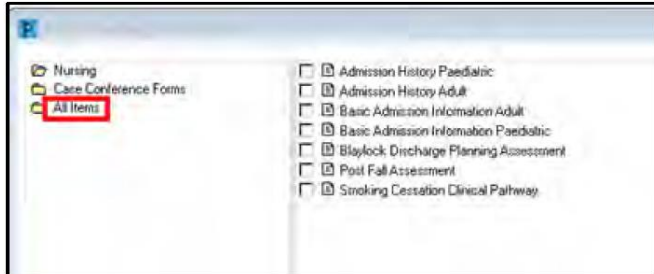 Nursing
Case Conference Forms
All Items
Admission History Paediatric
Admission History Adult
Basic Admission Information Adult
Basic Admission Information Paediatric
Blaylock Discharge Planning Assessment
Post Fall Assessment
Smoking Cessation Clinical Pathway